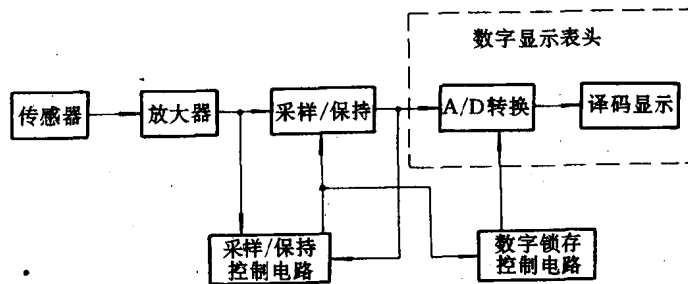 数字显示表头
传感器
放大器
采样/保持
A/D转换
译码显示
采样/保持
控制电路
数字锁存
控制电路